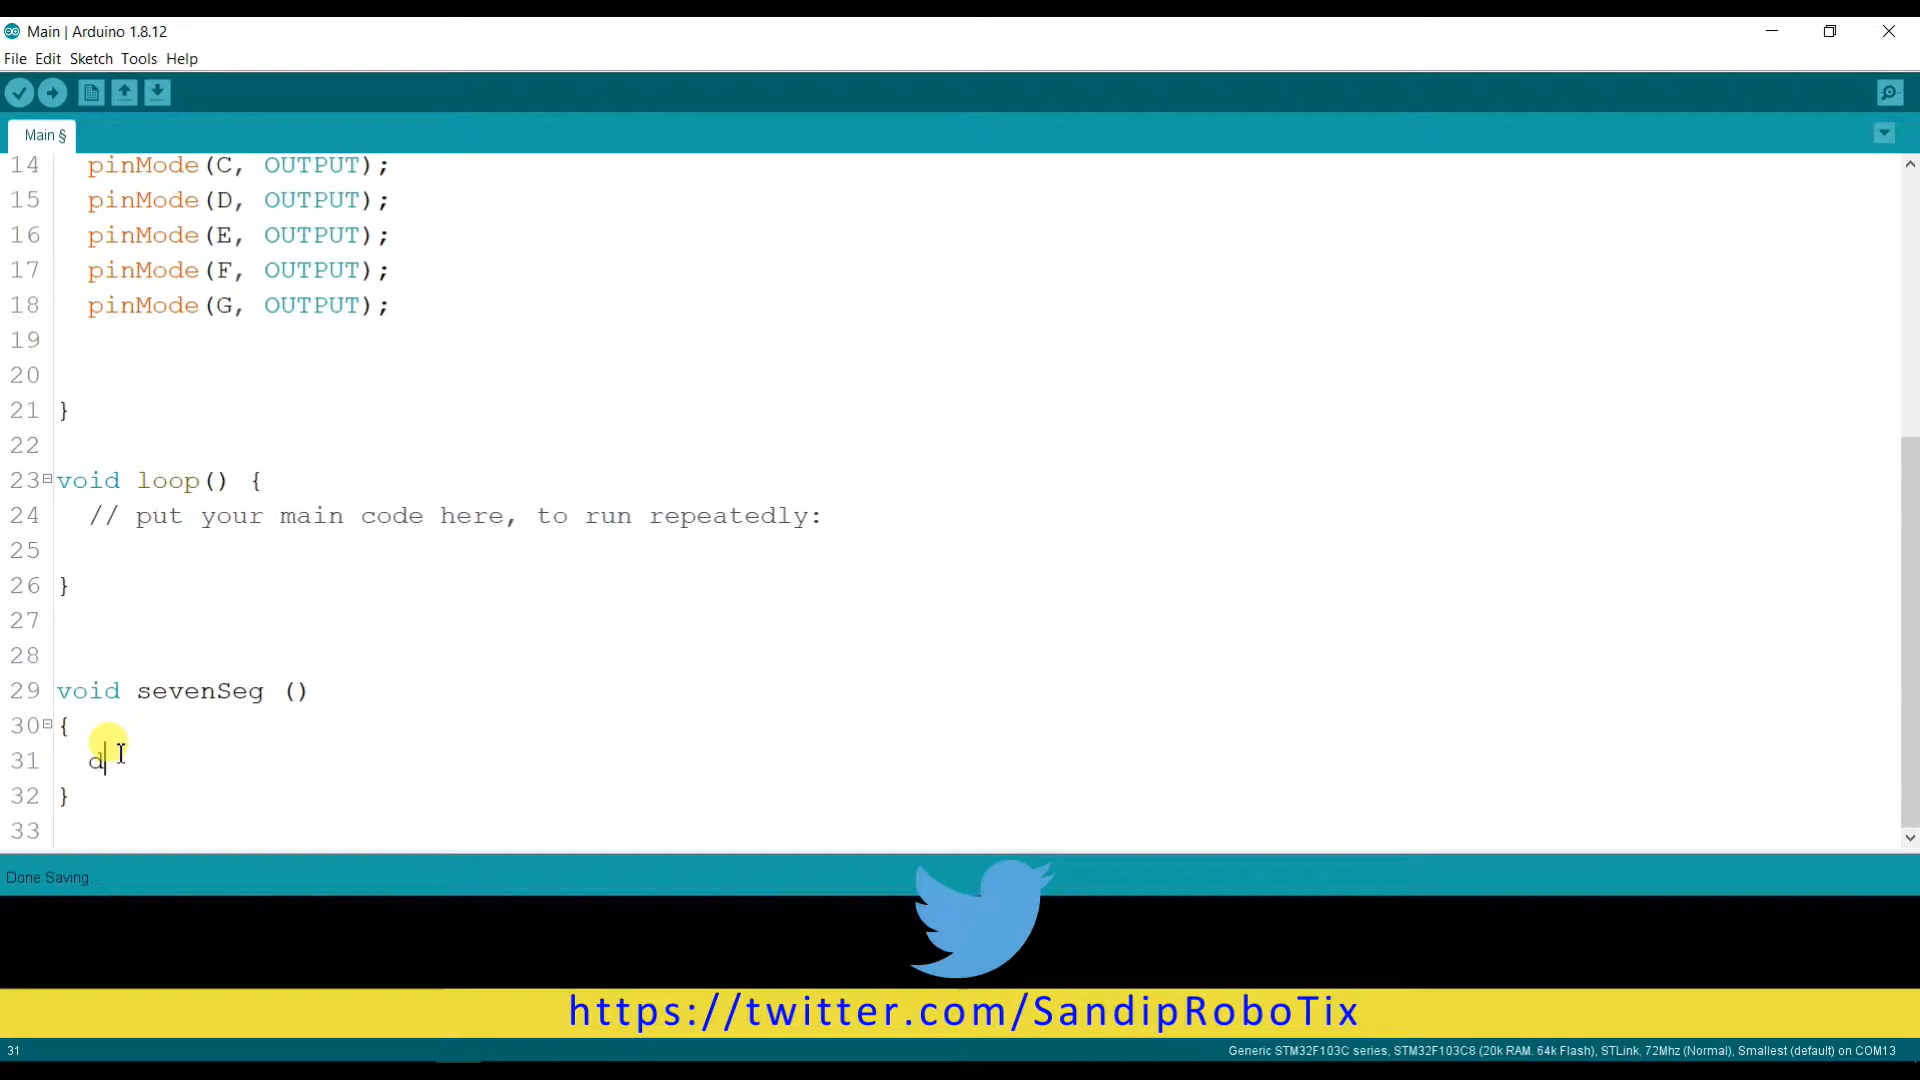 Main | Arduino 1.8.12
File Edit Sketch Tools Help
Main §
14 pinMode(C, OUTPUT);
15 pinMode(D, OUTPUT);
16 pinMode(E, OUTPUT);
17 pinMode(F, OUTPUT);
18 pinMode(G, OUTPUT);
19
20
21 }
22
23 void loop() {
24 // put your main code here, to run repeatedly:
25
26 }
27
28
29 void sevenSeg ()
30 {
31 d
32 }
33
Done Saving.
https://twitter.com/SandipRoboTix
31 Generic STM32F103C series, STM32F103C8 (20k RAM. 64k Flash), STLink, 72Mhz (Normal), Smallest (default) on COM13